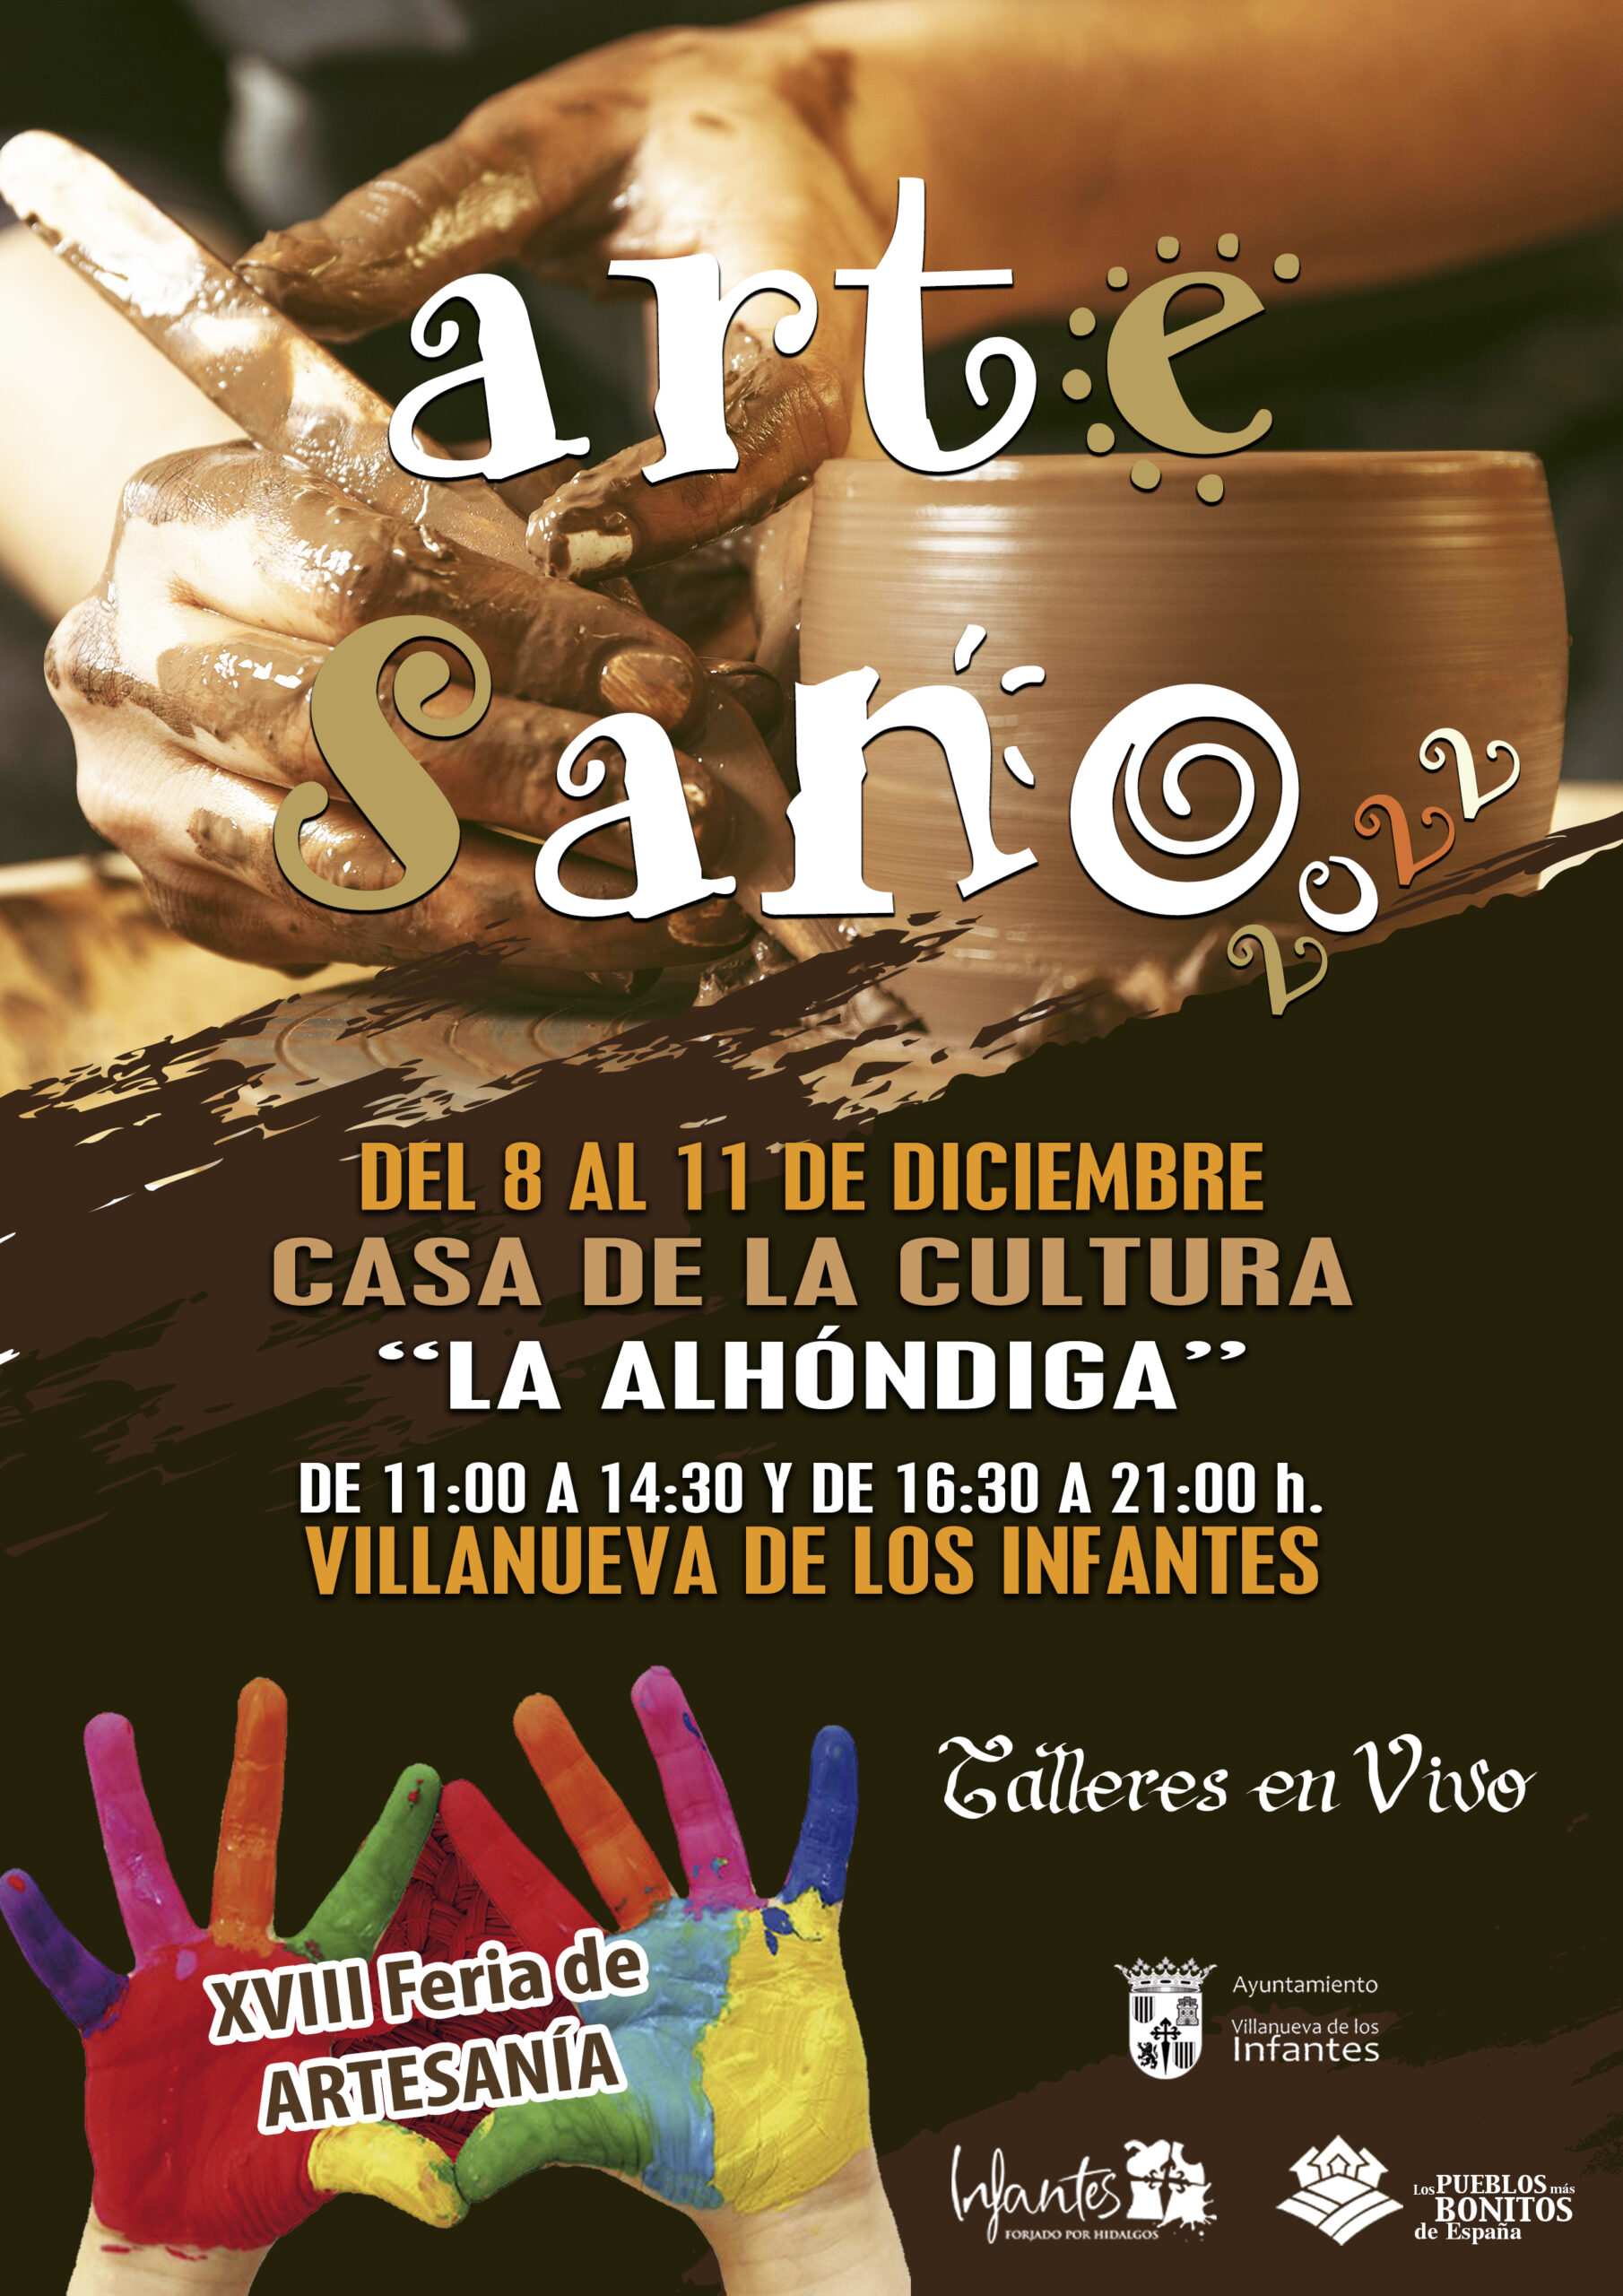 arte
Sano
vovv
DEL 8 AL 11 DE DICIEMBRE
CASA DE LA CULTURA
“LA ALHÓNDIGA”
DE 11:00 A 14:30 Y DE 16:30 A 21:00 h.
VILLANUEVA DE LOS INFANTES
Talleres en Vivo
XVIII Feria de
ARTESANÍA
Ayuntamiento
Villanueva de los
Infantes
Infantes
FORJADO POR HIDALGOS
Los PUEBLOS más
BONITOS
de España